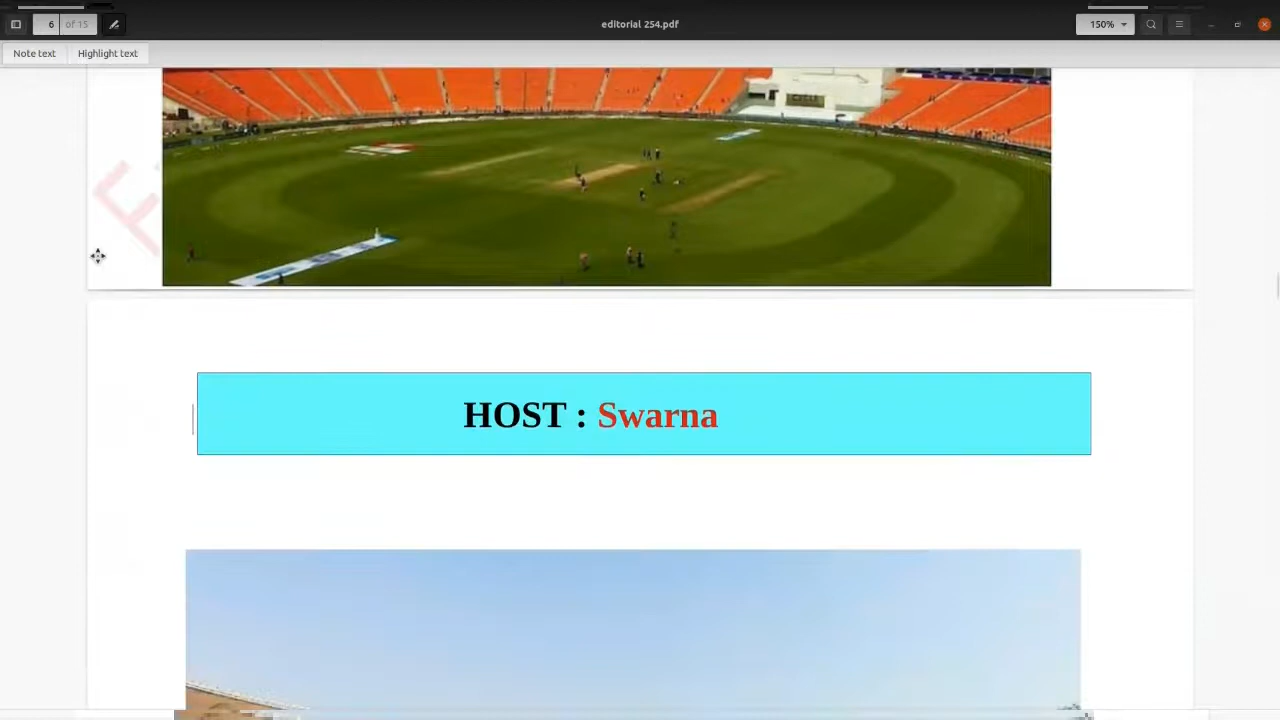 6 of 15
editorial 254.pdf
150%
Note text
Highlight text
HOST : Swarna